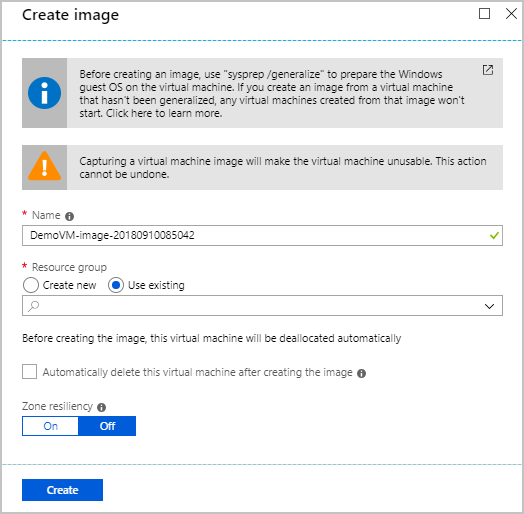 Create image
Before creating an image, use "sysprep /generalize" to prepare the Windows
guest OS on the virtual machine. If you create an image from a virtual machine
that hasn't been generalized, any virtual machines created from that image won't
start. Click here to learn more.
Capturing a virtual machine image will make the virtual machine unusable. This action
cannot be undone.
* Name
DemoVM-image-20180910085042
* Resource group
Create new Use existing
Before creating the image, this virtual machine will be deallocated automatically
Automatically delete this virtual machine after creating the image
Zone resiliency
On Off
Create